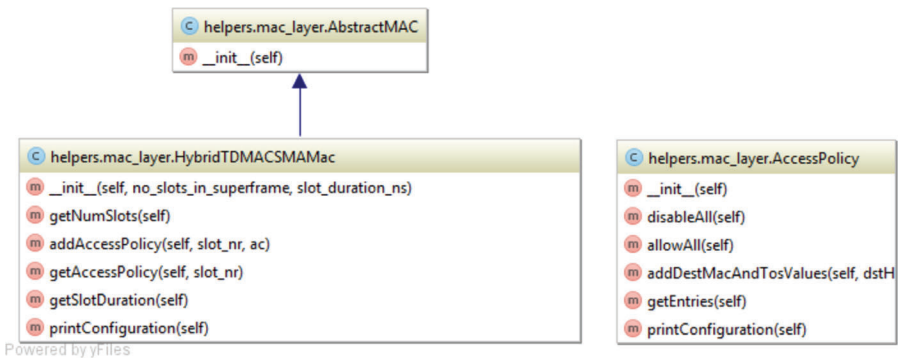 C helpers.mac_layer.AbstractMAC
m __init__(self)
C helpers.mac_layer.HybridTDMACSMAMac
m __init__(self, no_slots_in_superframe, slot_duration_ns)
m getNumSlots(self)
m addAccessPolicy(self, slot_nr, ac)
m getAccessPolicy(self, slot_nr)
m getSlotDuration(self)
m printConfiguration(self)
C helpers.mac_layer.AccessPolicy
m __init__(self)
m disableAll(self)
m allowAll(self)
m addDestMacAndTosValues(self, dstH
m getEntries(self)
m printConfiguration(self)
Powered by yFiles